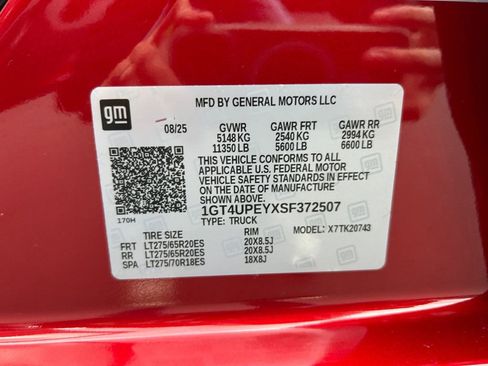 gm
MFD BY GENERAL MOTORS LLC
08/25 GVWR GAWR FRT GAWR RR
5148 KG 2540 KG 2994 KG
11350 LB 5600 LB 6600 LB
THIS VEHICLE CONFORMS TO ALL
APPLICABLE U.S. FEDERAL MOTOR
VEHICLE SAFETY STANDARDS IN
EFFECT ON THE DATE OF
MANUFACTURE SHOWN ABOVE.
1GT4UPEYXSF372507
170H TYPE: TRUCK
TIRE SIZE RIM MODEL: X7TK20743
FRT LT275/65R20ES 20X8.5J
RR LT275/65R20ES 20X8.5J
SPA LT275/70R18ES 18X8J